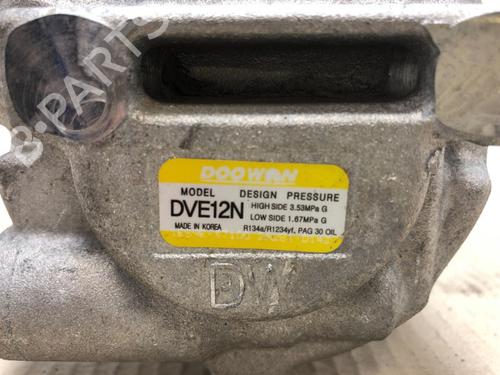 B-PARTS
DOOWAN
MODEL DESIGN PRESSURE
DVE12N HIGH SIDE 3.53MPa G
LOW SIDE 1.67MPa G
MADE IN KOREA R134a/R1234yf, PAG 30 OIL
DW